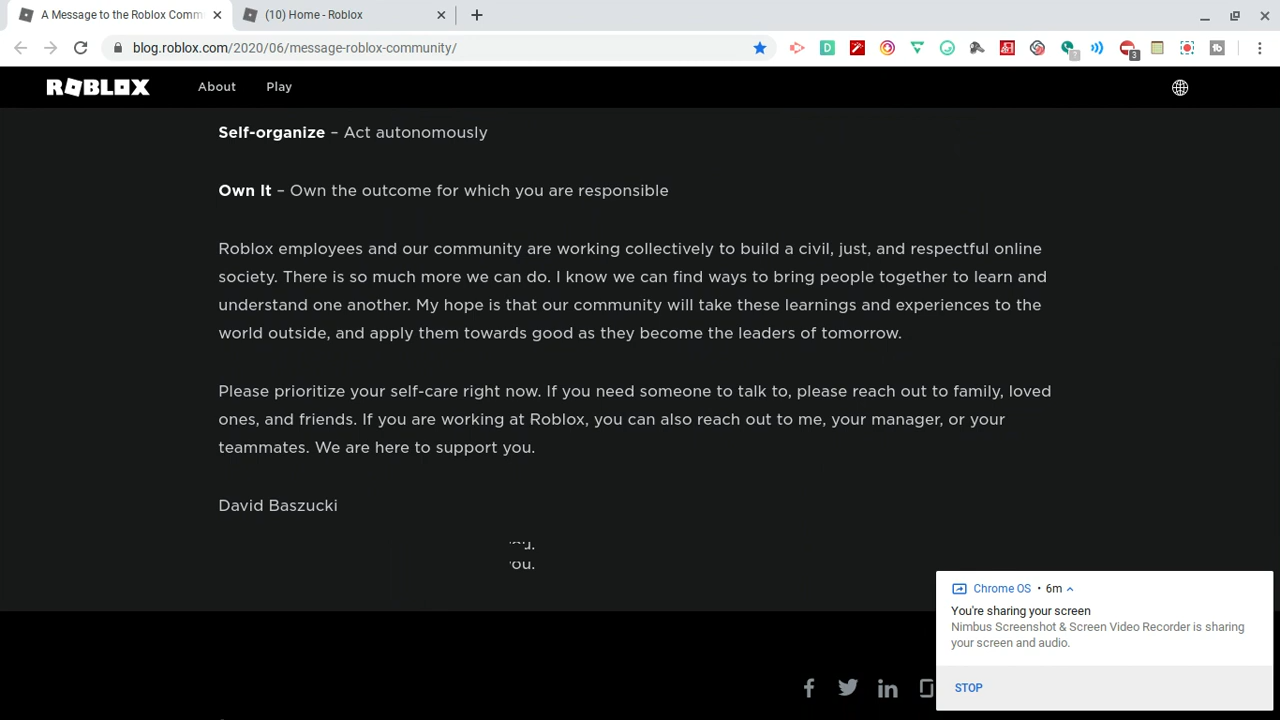 A Message to the Roblox Comm
(10) Home - Roblox
blog.roblox.com/2020/06/message-roblox-community/
3
ROBLOX
About
Play
Self-organize – Act autonomously
Own It – Own the outcome for which you are responsible
Roblox employees and our community are working collectively to build a civil, just, and respectful online
society. There is so much more we can do. I know we can find ways to bring people together to learn and
understand one another. My hope is that our community will take these learnings and experiences to the
world outside, and apply them towards good as they become the leaders of tomorrow.
Please prioritize your self-care right now. If you need someone to talk to, please reach out to family, loved
ones, and friends. If you are working at Roblox, you can also reach out to me, your manager, or your
teammates. We are here to support you.
David Baszucki
you.
you.
Chrome OS • 6m
You're sharing your screen
Nimbus Screenshot & Screen Video Recorder is sharing
your screen and audio.
STOP